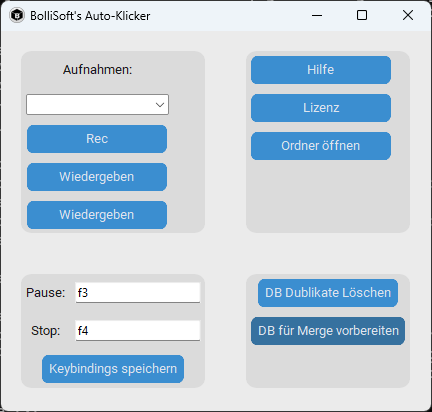 BolliSoft's Auto-Klicker
Aufnahmen:
Rec
Wiedergeben
Wiedergeben
Hilfe
Lizenz
Ordner öffnen
Pause: f3
Stop: f4
Keybindings speichern
DB Dublikate Löschen
DB für Merge vorbereiten